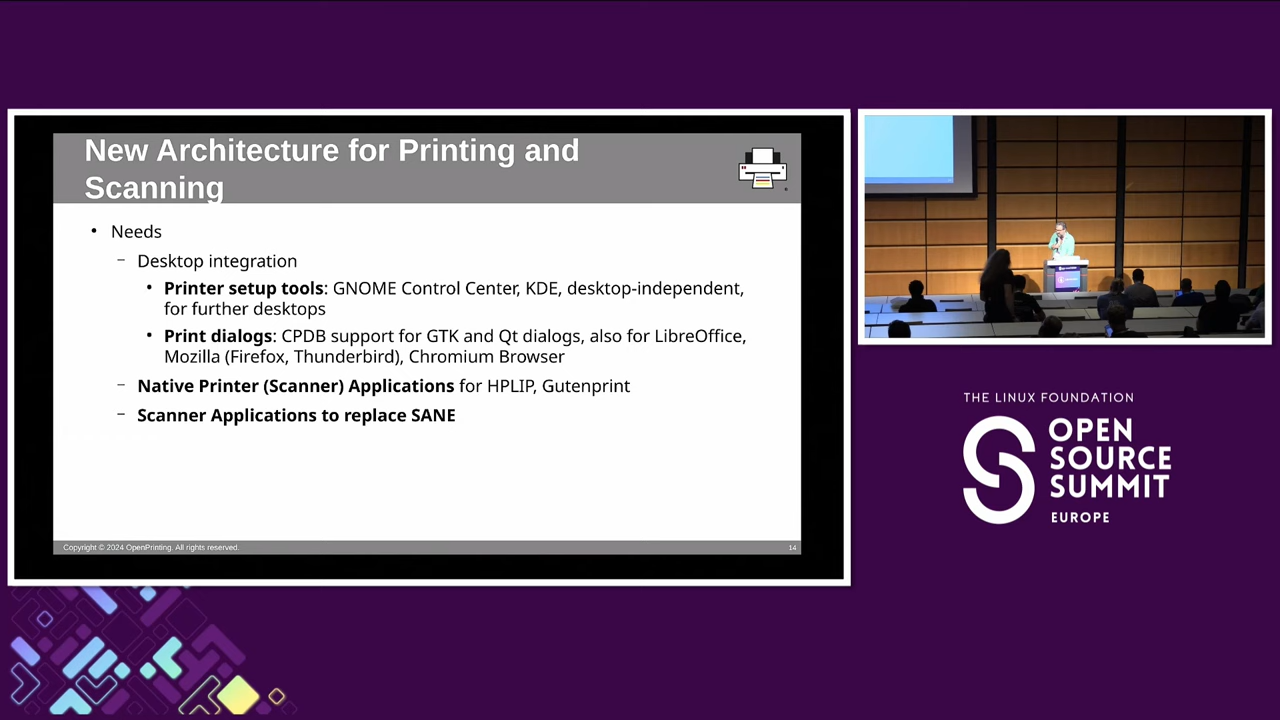 New Architecture for Printing and
Scanning
• Needs
– Desktop integration
• Printer setup tools: GNOME Control Center, KDE, desktop-independent,
for further desktops
• Print dialogs: CPDB support for GTK and Qt dialogs, also for LibreOffice,
Mozilla (Firefox, Thunderbird), Chromium Browser
– Native Printer (Scanner) Applications for HPLIP, Gutenprint
– Scanner Applications to replace SANE
Copyright © 2024 OpenPrinting. All rights reserved.
14
THE LINUX FOUNDATION
OPEN
SOURCE
SUMMIT
EUROPE